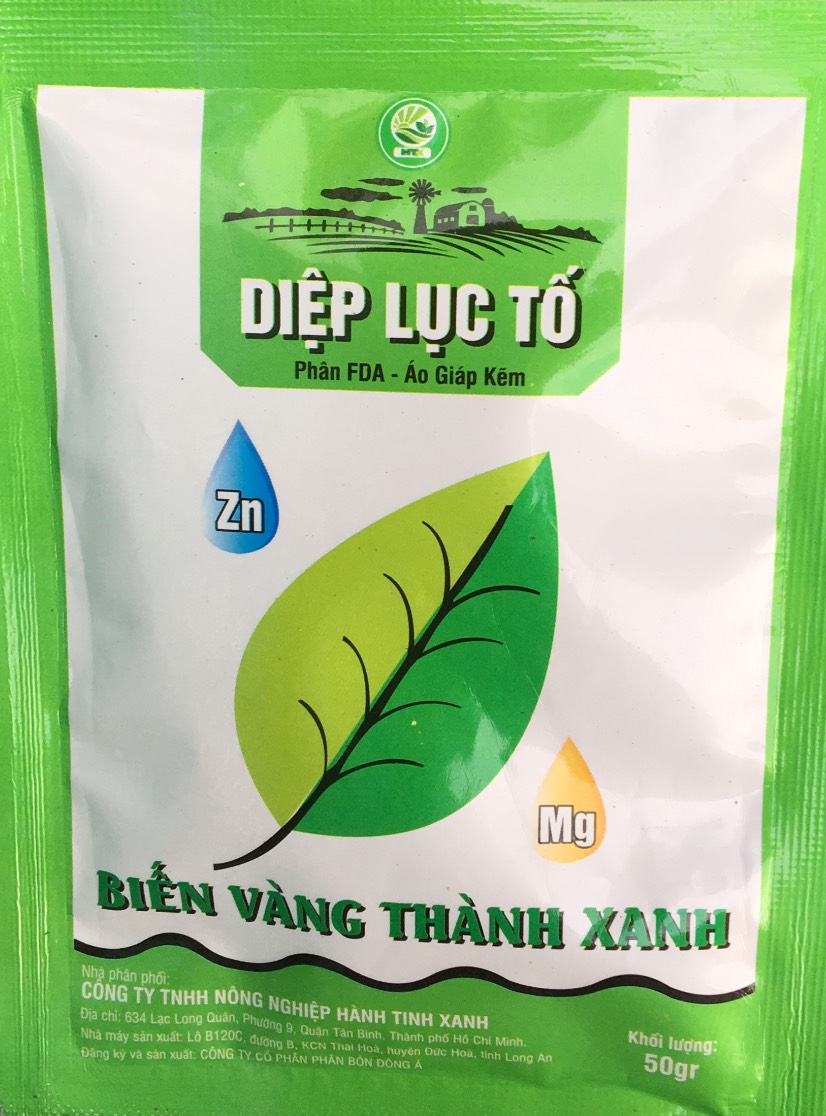 HTX
DIỆP LỤC TỐ
Phân FDA - Áo Giáp Kẽm
Zn
Mg
BIẾN VÀNG THÀNH XANH
Nhà phân phối:
CÔNG TY TNHH NÔNG NGHIỆP HÀNH TINH XANH
Địa chỉ: 634 Lạc Long Quân, Phường 9, Quận Tân Bình, Thành phố Hồ Chí Minh.
Nhà máy sản xuất: Lô B120C, đường B, KCN Thái Hoà, huyện Đức Hoà, tỉnh Long An
Đăng ký và sản xuất: CÔNG TY CỔ PHẦN PHÂN BÓN ĐÔNG Á
Khối lượng:
50gr